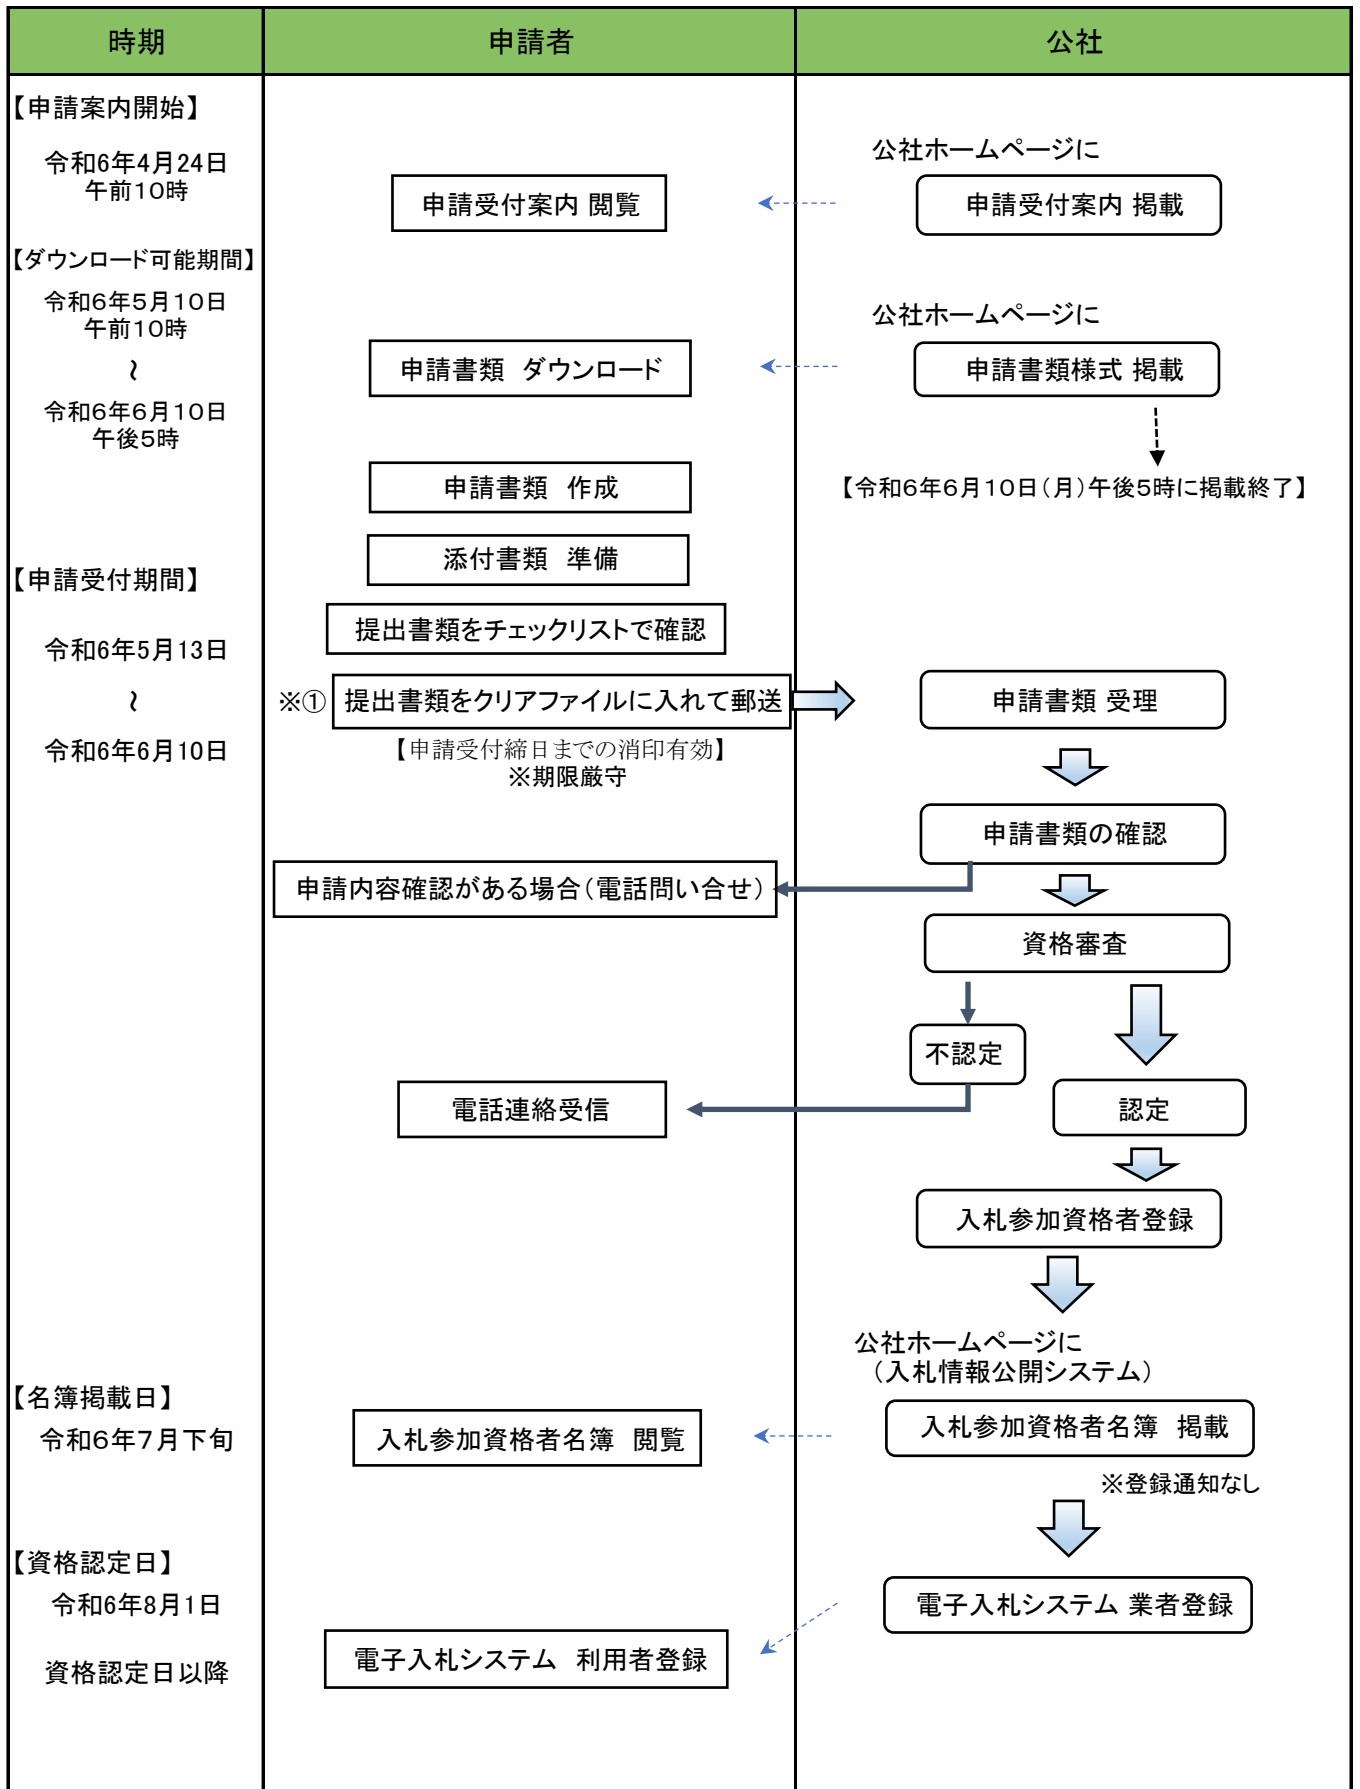 時期
申請者
公社
【申請案内開始】
令和6年4月24日
午前10時
公社ホームページに
申請受付案内 閲覧
申請受付案内 掲載
【ダウンロード可能期間】
令和6年5月10日
午前10時
~
令和6年6月10日
午後5時
公社ホームページに
申請書類 ダウンロード
申請書類様式 掲載
申請書類 作成
【令和6年6月10日(月)午後5時に掲載終了】
添付書類 準備
【申請受付期間】
令和6年5月13日
~
令和6年6月10日
提出書類をチェックリストで確認
※① 提出書類をクリアファイルに入れて郵送
申請書類 受理
【申請受付締日までの消印有効】
※期限厳守
申請書類の確認
申請内容確認がある場合(電話問い合せ)
資格審査
不認定
電話連絡受信
認定
入札参加資格者登録
公社ホームページに
(入札情報公開システム)
【名簿掲載日】
令和6年7月下旬
入札参加資格者名簿 閲覧
入札参加資格者名簿 掲載
※登録通知なし
【資格認定日】
令和6年8月1日
電子入札システム 業者登録
資格認定日以降
電子入札システム 利用者登録